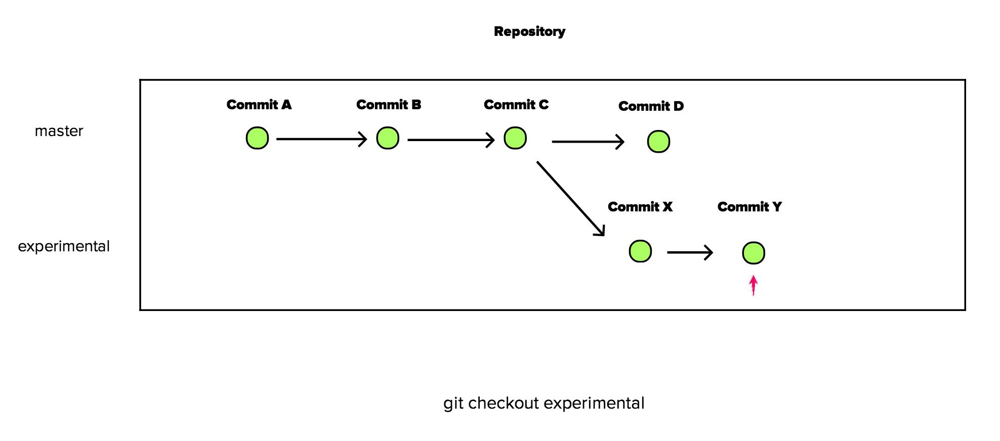 Repository
Commit A
Commit B
Commit C
Commit D
master
Commit X
Commit Y
experimental
git checkout experimental